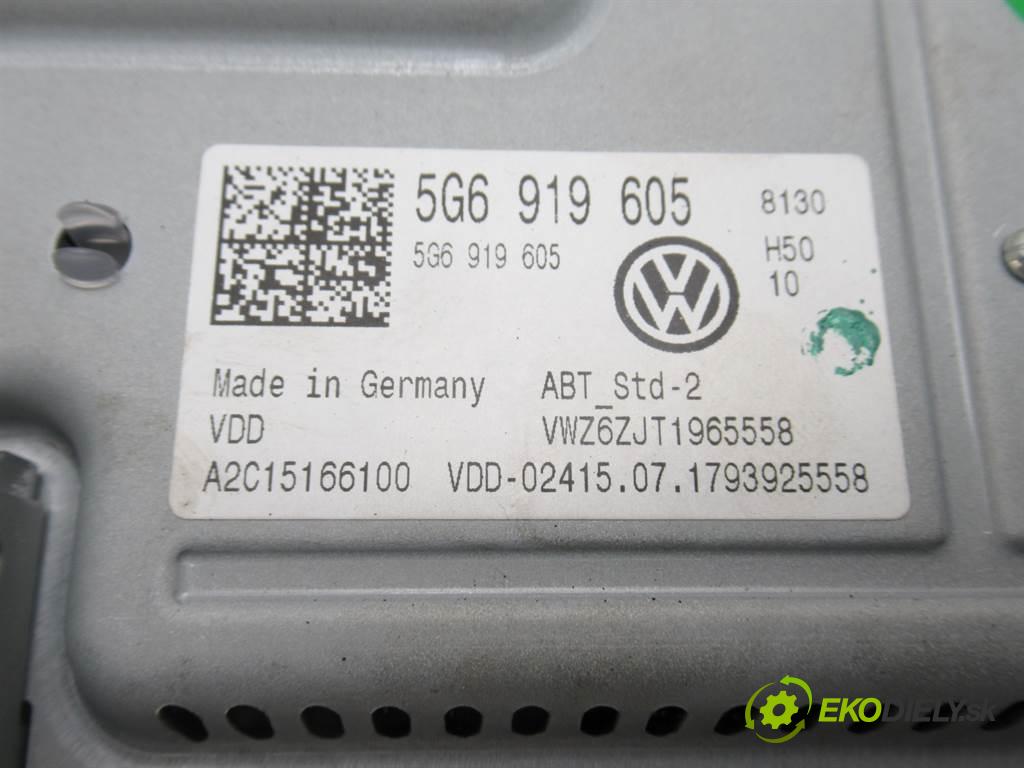 5G6 919 605
8130
5G6 919 605
H50
10
VW
Made in Germany ABT_Std-2
VDD VWZ6ZJT1965558
A2C15166100 VDD-02415.07.1793925558
EKODIELY.sk